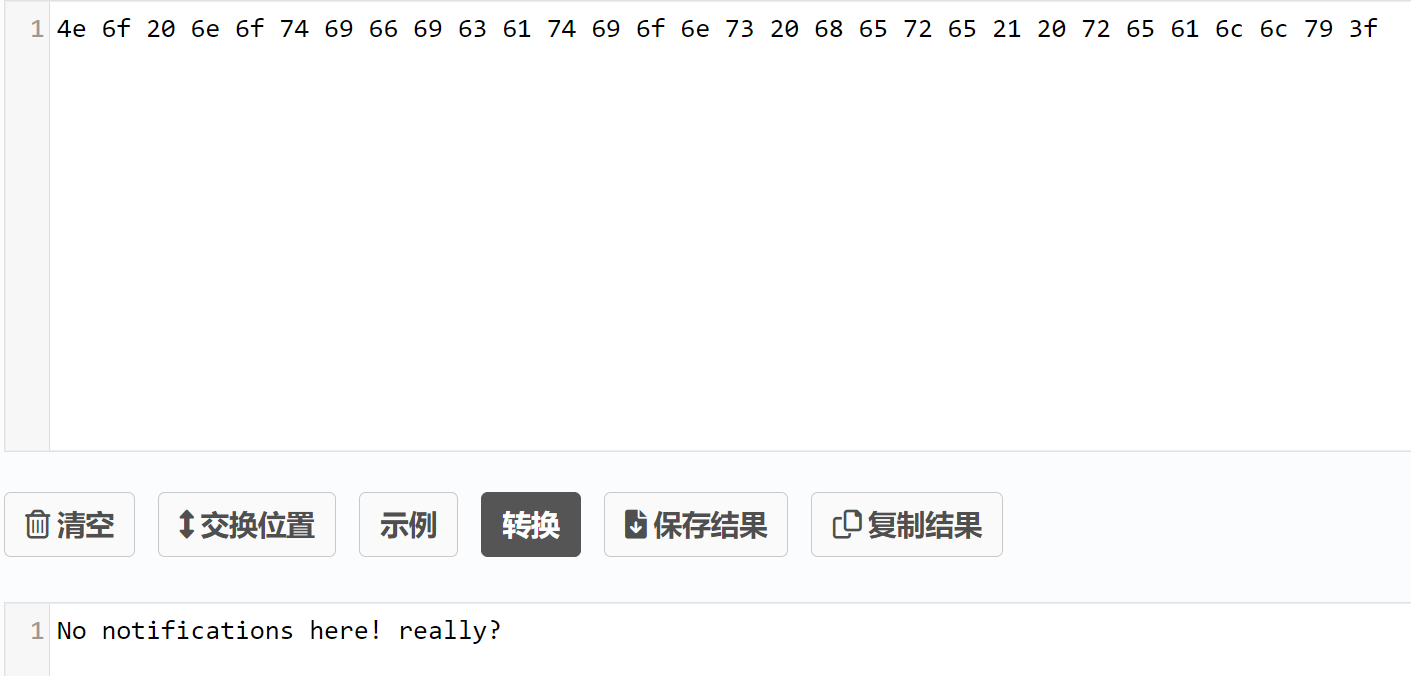 1 4e 6f 20 6e 6f 74 69 66 69 63 61 74 69 6f 6e 73 20 68 65 72 65 21 20 72 65 61 6c 6c 79 3f
清空 交换位置 示例 转换 保存结果 复制结果
1 No notifications here! really?